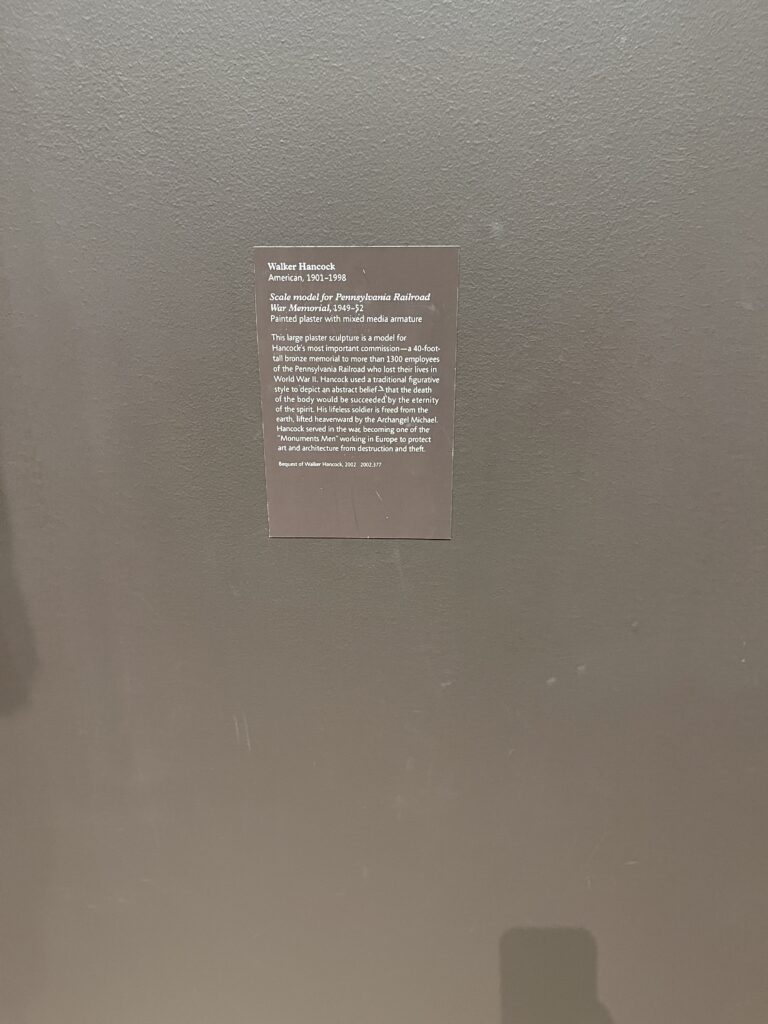 Walker Hancock
American, 1901–1998
Scale model for Pennsylvania Railroad
War Memorial, 1949–52
Painted plaster with mixed media armature
This large plaster sculpture is a model for
Hancock's most important commission—a 40-foot-
tall bronze memorial to more than 1300 employees
of the Pennsylvania Railroad who lost their lives in
World War II. Hancock used a traditional figurative
style to depict an abstract belief– that the death
of the body would be succeeded by the eternity
of the spirit. His lifeless soldier is freed from the
earth, lifted heavenward by the Archangel Michael.
Hancock served in the war, becoming one of the
"Monuments Men" working in Europe to protect
art and architecture from destruction and theft.
Bequest of Walker Hancock, 2002 2002.377